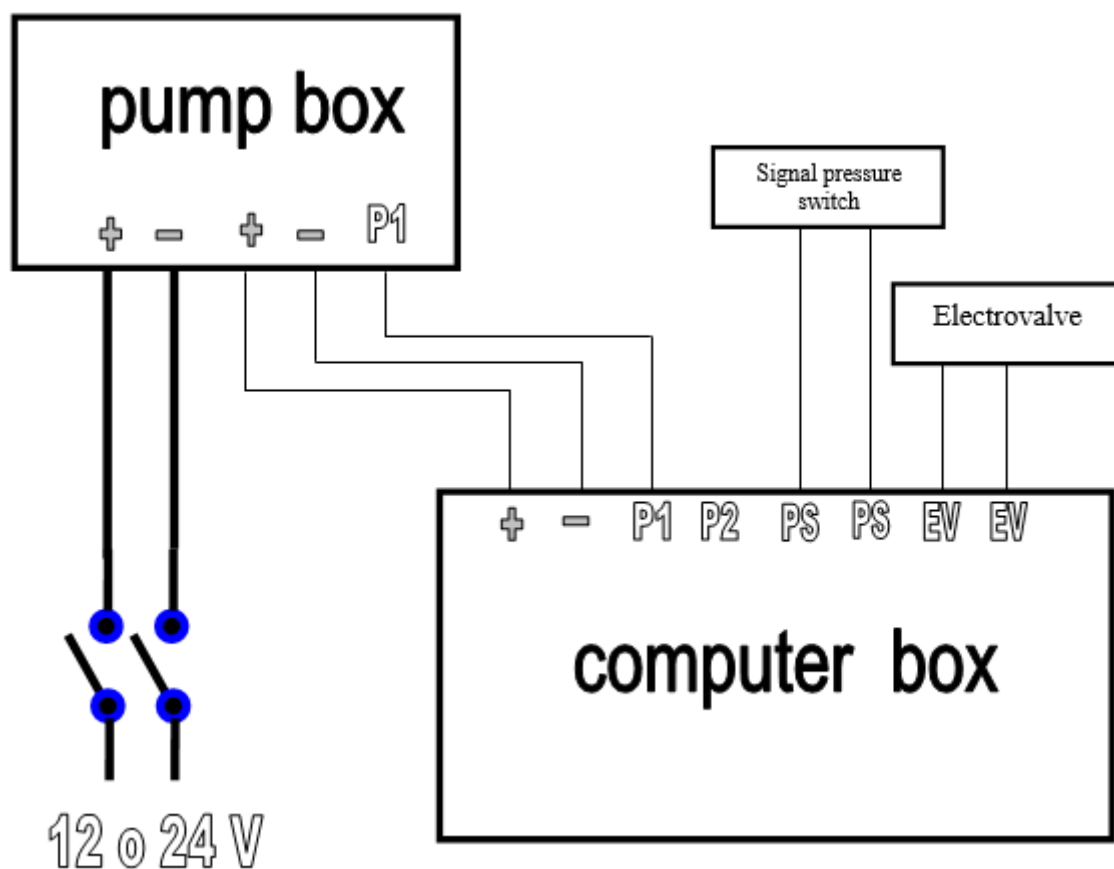 pump box
+ - + - P1
Signal pressure
switch
Electrovalve
+ - P1 P2 PS PS EV EV
computer box
12 o 24 V